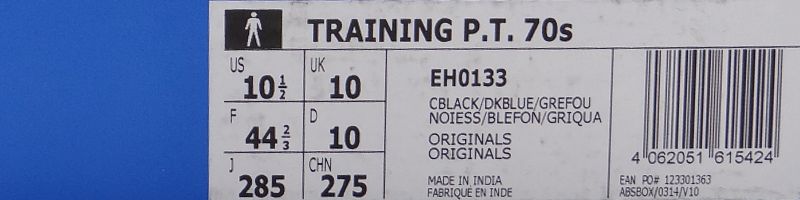 TRAINING P.T. 70s
US 10 1/2 UK 10
F 44 2/3 D 10
J 285 CHN 275
EH0133
CBLACK/DKBLUE/GREFOU
NOIESS/BLEFON/GRIQUA
ORIGINALS
ORIGINALS
MADE IN INDIA
FABRIQUÉ EN INDE
4 062051 615424
EAN PO# 123301363
ABSBOX/0314/V10